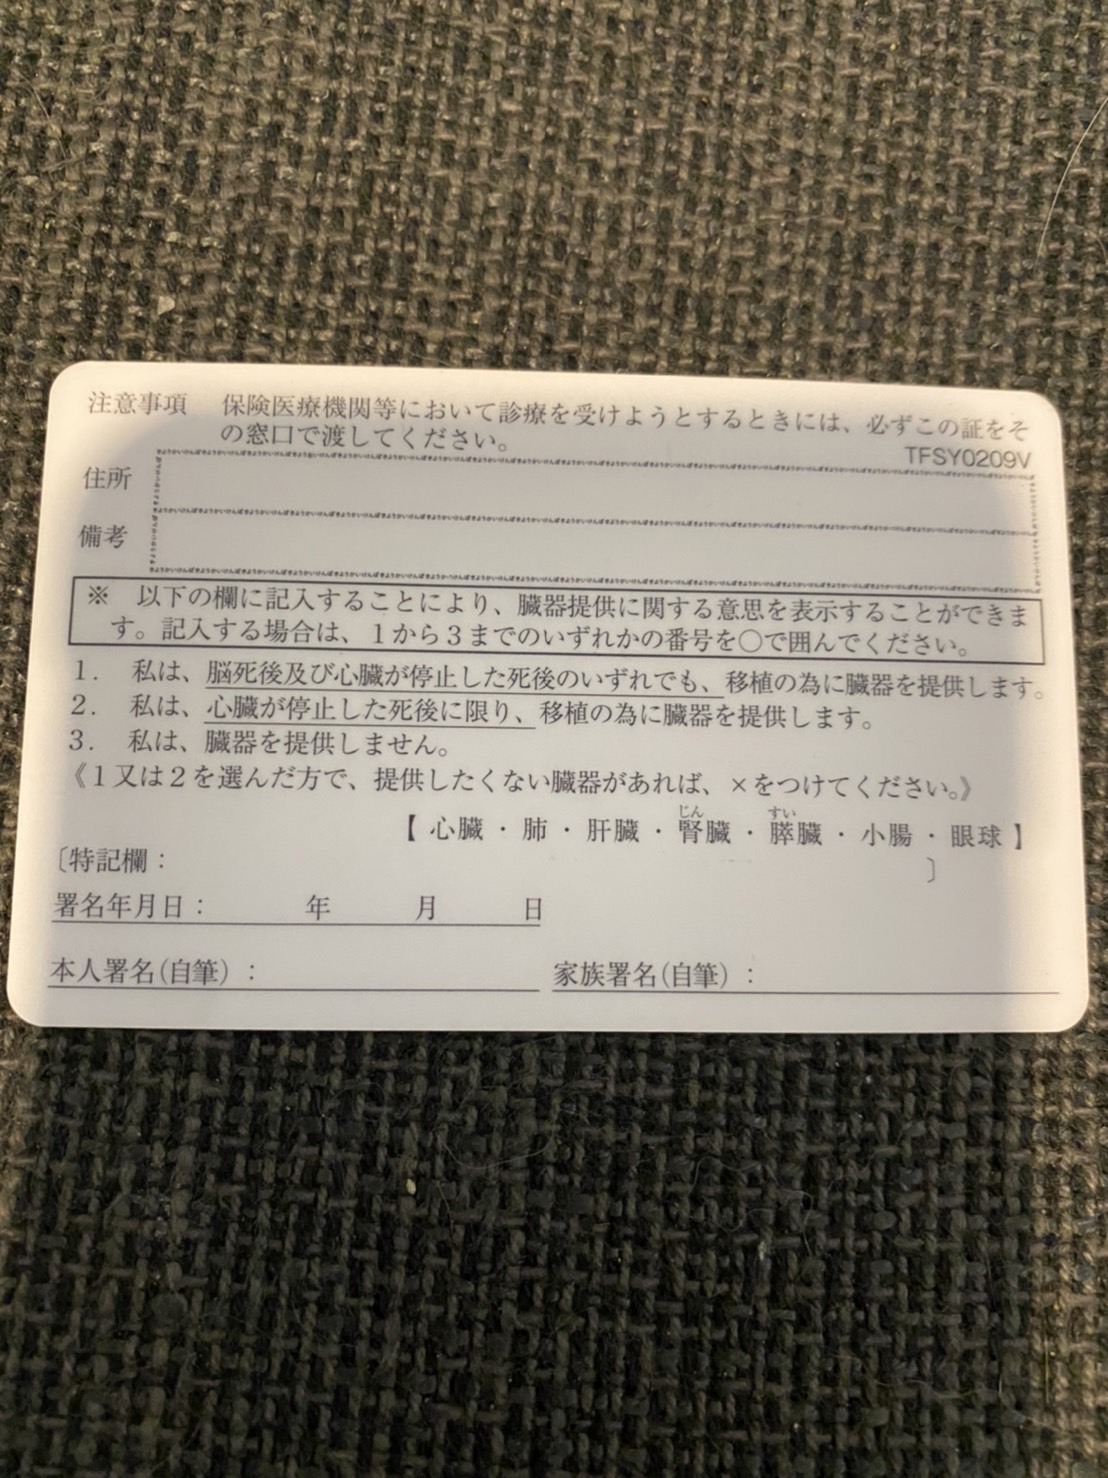 注意事項 保険医療機関等において診療を受けようとするときには、必ずこの証をそ
の窓口で渡してください。
TFSY0209V
住所
備考
※ 以下の欄に記入することにより、臓器提供に関する意思を表示することができま
す。記入する場合は、１から３までのいずれかの番号を〇で囲んでください。
１. 私は、脳死後及び心臓が停止した死後のいずれでも、移植の為に臓器を提供します。
２. 私は、心臓が停止した死後に限り、移植の為に臓器を提供します。
３. 私は、臓器を提供しません。
《１又は２を選んだ方で、提供したくない臓器があれば、×をつけてください。》
じん すい
【 心臓 ・ 肺 ・ 肝臓 ・ 腎臓 ・ 膵臓 ・ 小腸 ・ 眼球 】
〔特記欄： 〕
署名年月日： 年 月 日
本人署名(自筆)： 家族署名(自筆)：